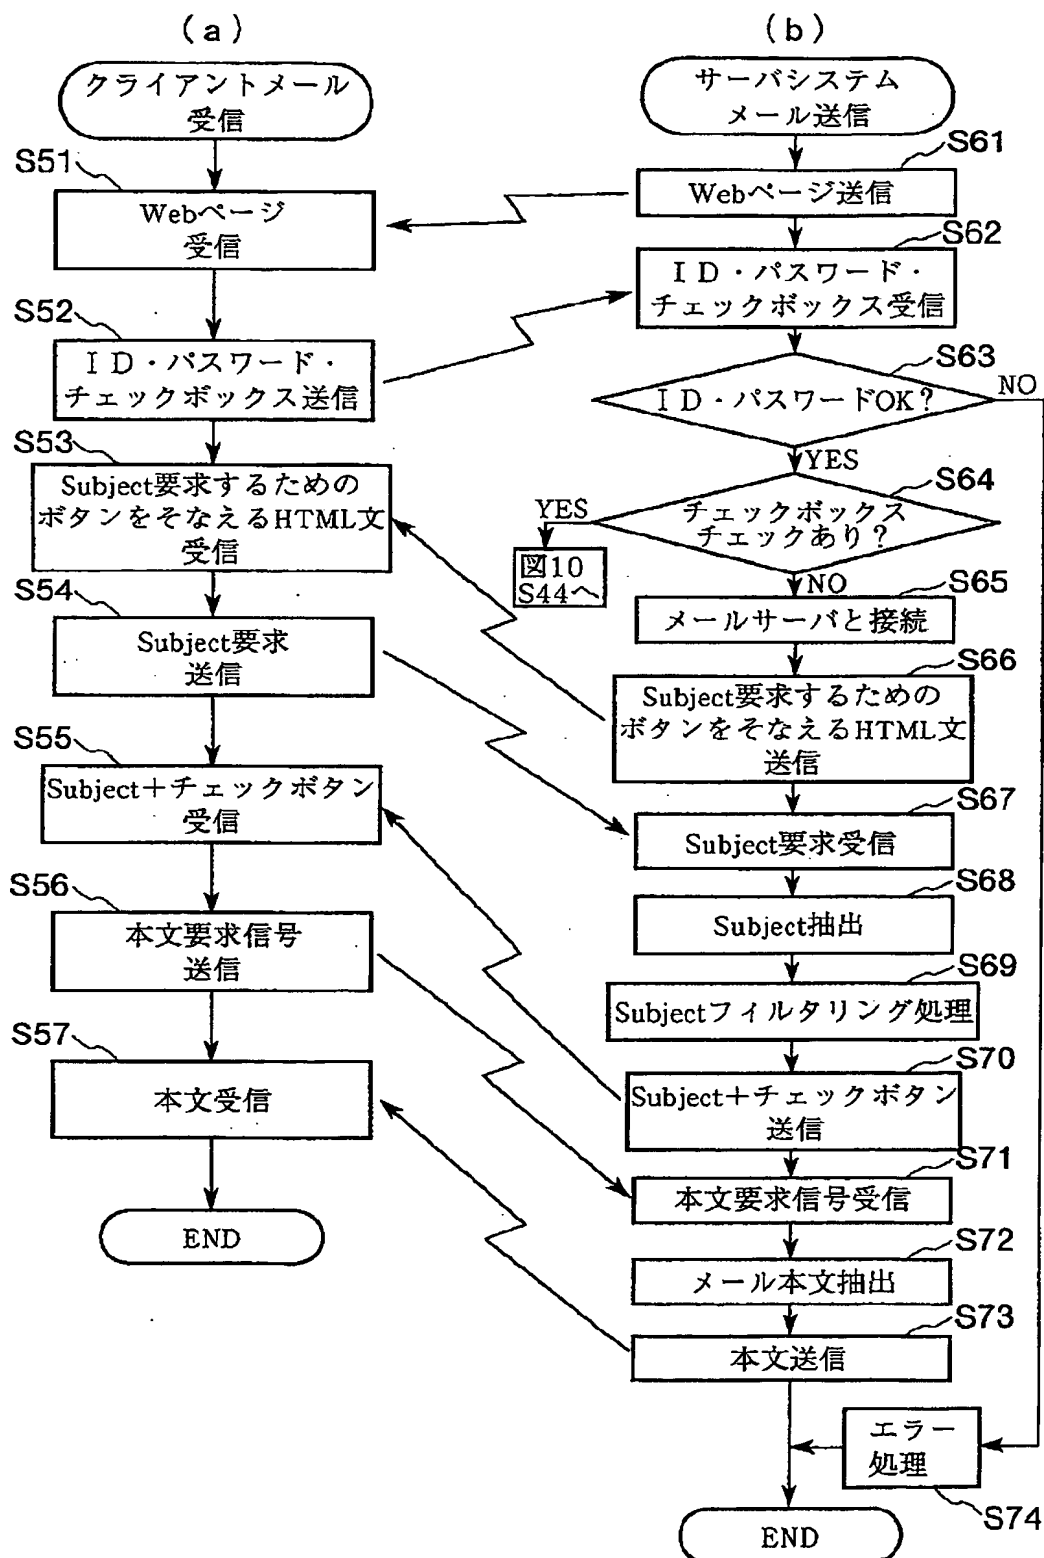 (a)
クライアントメール
受信
S51
Webページ
受信
S52
ID・パスワード・
チェックボックス送信
S53
Subject要求するための
ボタンをそなえるHTML文
受信
S54
Subject要求
送信
S55
Subject+チェックボタン
受信
S56
本文要求信号
送信
S57
本文受信
END
(b)
サーバシステム
メール送信
S61
Webページ送信
S62
ID・パスワード・
チェックボックス受信
S63
ID・パスワードOK?
NO
YES
S64
チェックボックス
チェックあり?
YES
図10
S44へ
NO
S65
メールサーバと接続
S66
Subject要求するための
ボタンをそなえるHTML文
送信
S67
Subject要求受信
S68
Subject抽出
S69
Subjectフィルタリング処理
S70
Subject+チェックボタン
送信
S71
本文要求信号受信
S72
メール本文抽出
S73
本文送信
エラー
処理
S74
END